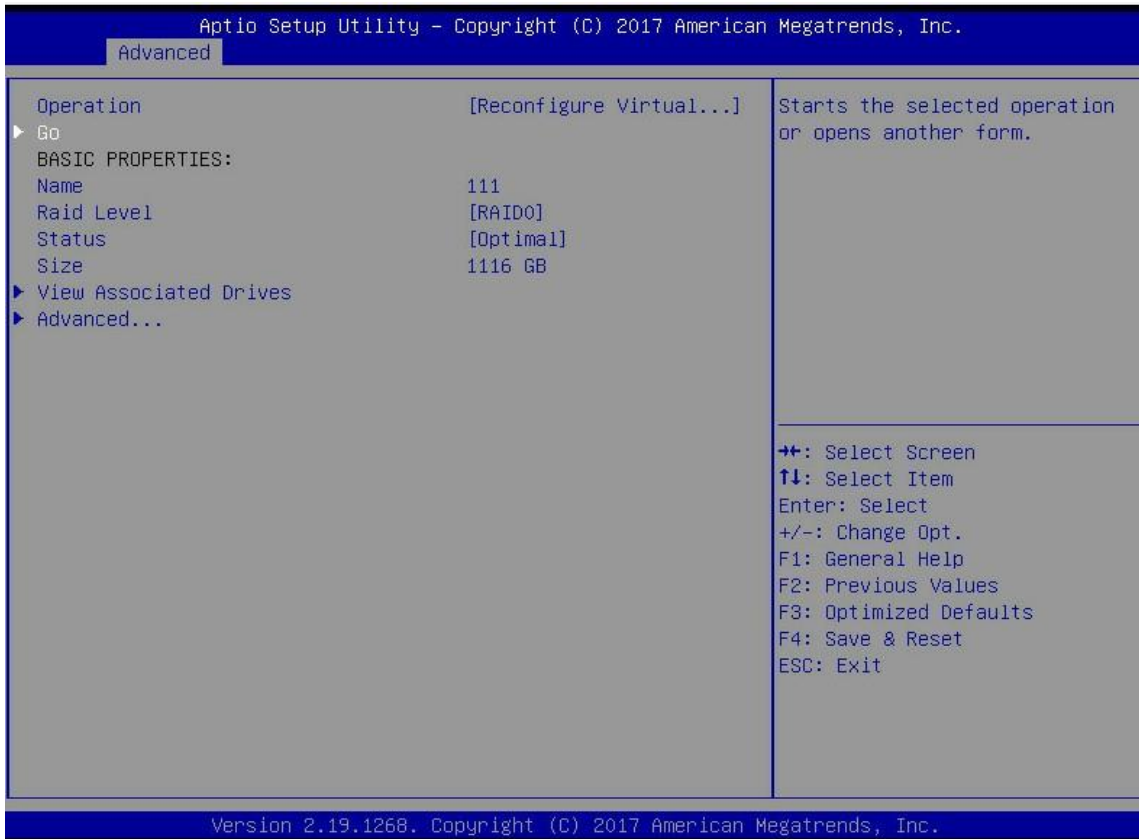 Aptio Setup Utility – Copyright (C) 2017 American Megatrends, Inc.
Advanced
Operation [Reconfigure Virtual...]
Go
BASIC PROPERTIES:
Name 111
Raid Level [RAID0]
Status [Optimal]
Size 1116 GB
View Associated Drives
Advanced...
Starts the selected operation
or opens another form.
→←: Select Screen
↑↓: Select Item
Enter: Select
+/-: Change Opt.
F1: General Help
F2: Previous Values
F3: Optimized Defaults
F4: Save & Reset
ESC: Exit
Version 2.19.1268. Copyright (C) 2017 American Megatrends, Inc.